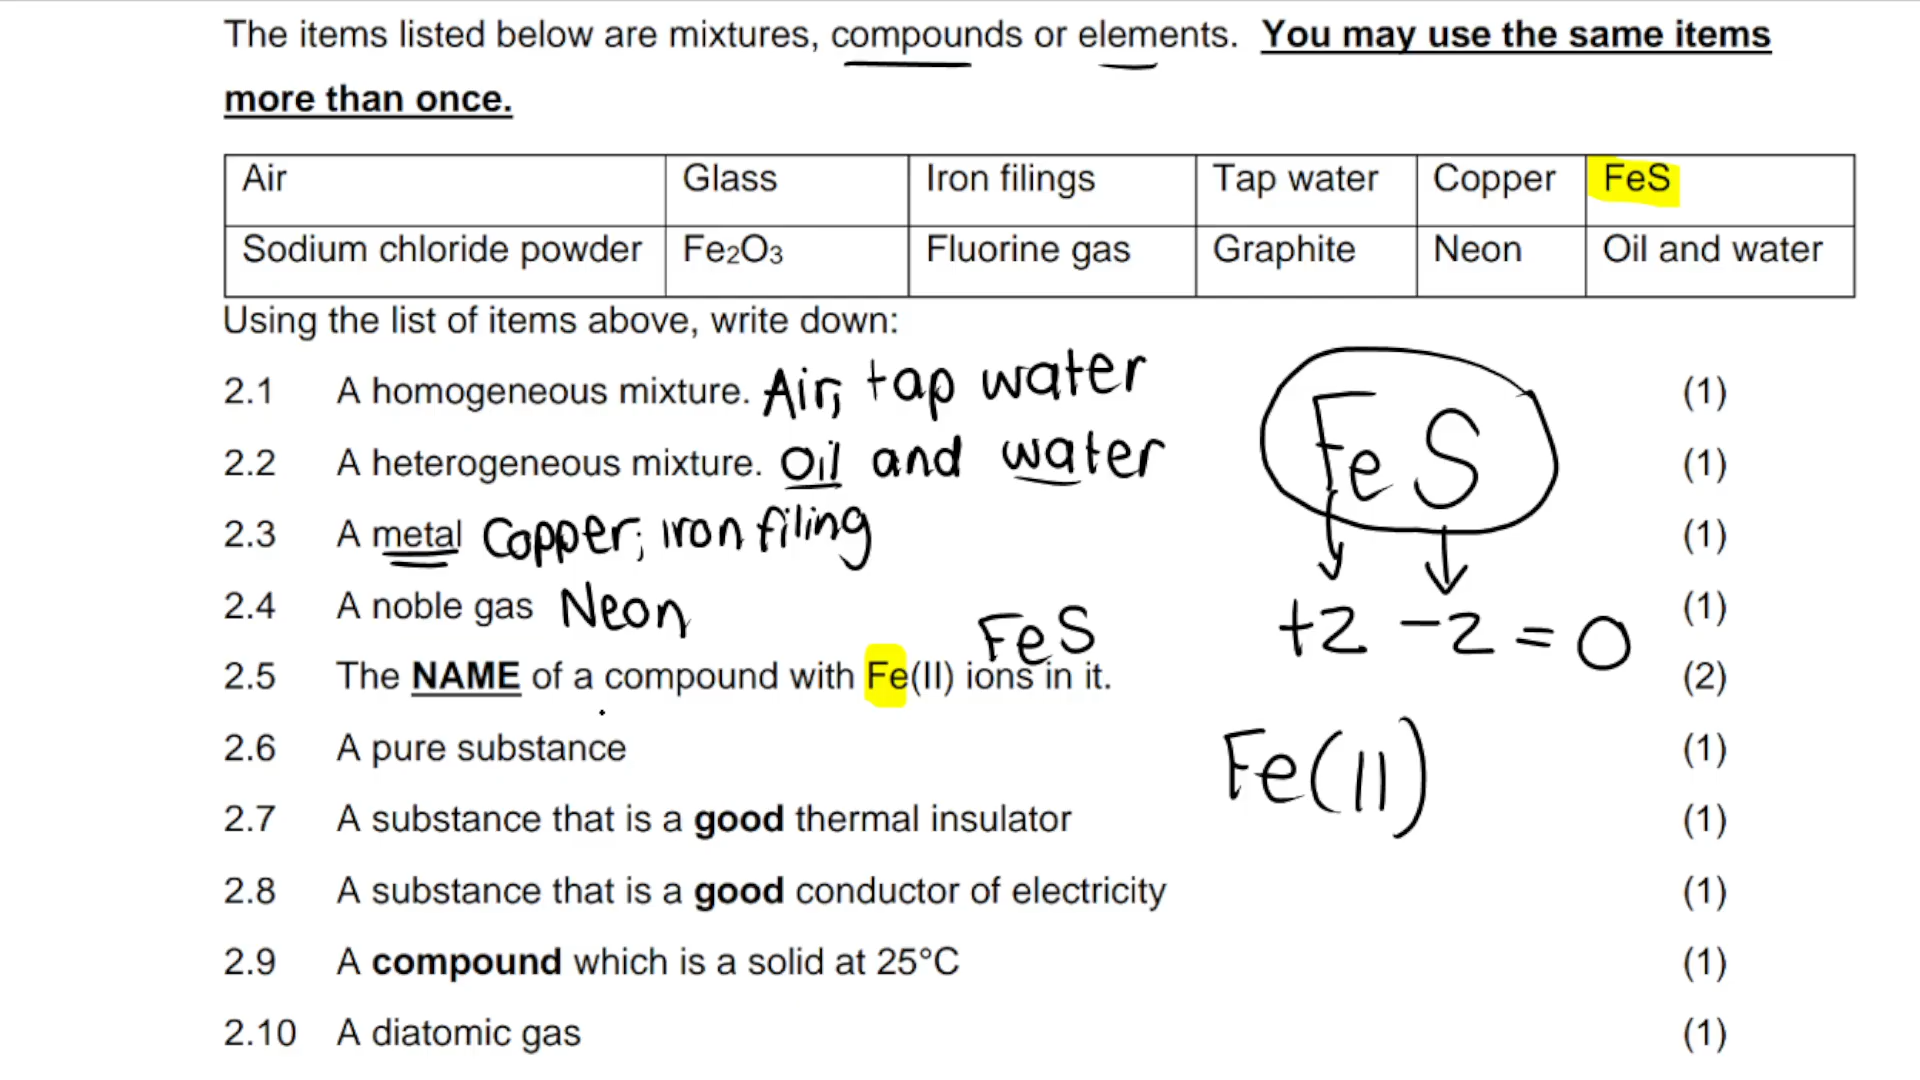 The items listed below are mixtures, compounds or elements. You may use the same items
more than once.
Air Glass Iron filings Tap water Copper FeS
Sodium chloride powder Fe2O3 Fluorine gas Graphite Neon Oil and water
Using the list of items above, write down:
2.1 A homogeneous mixture. Air, tap water (1)
2.2 A heterogeneous mixture. Oil and water (1)
FeS
2.3 A metal Copper; iron filing (1)
2.4 A noble gas Neon (1)
+2 -2 = 0
FeS
2.5 The NAME of a compound with Fe(II) ions in it. (2)
2.6 A pure substance (1)
Fe(II)
2.7 A substance that is a good thermal insulator (1)
2.8 A substance that is a good conductor of electricity (1)
2.9 A compound which is a solid at 25°C (1)
2.10 A diatomic gas (1)